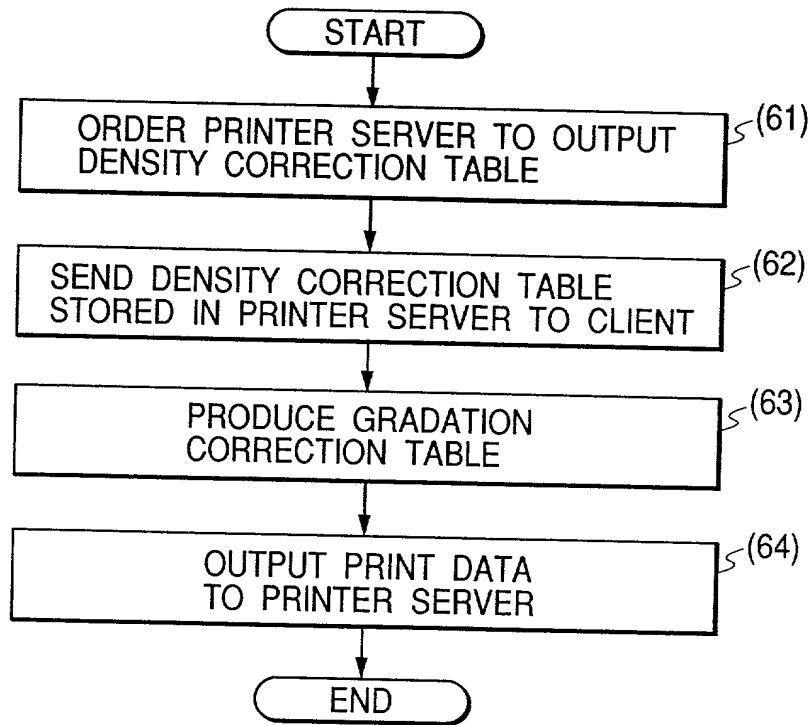 START
ORDER PRINTER SERVER TO OUTPUT
DENSITY CORRECTION TABLE
(61)
SEND DENSITY CORRECTION TABLE
STORED IN PRINTER SERVER TO CLIENT
(62)
PRODUCE GRADATION
CORRECTION TABLE
(63)
OUTPUT PRINT DATA
TO PRINTER SERVER
(64)
END